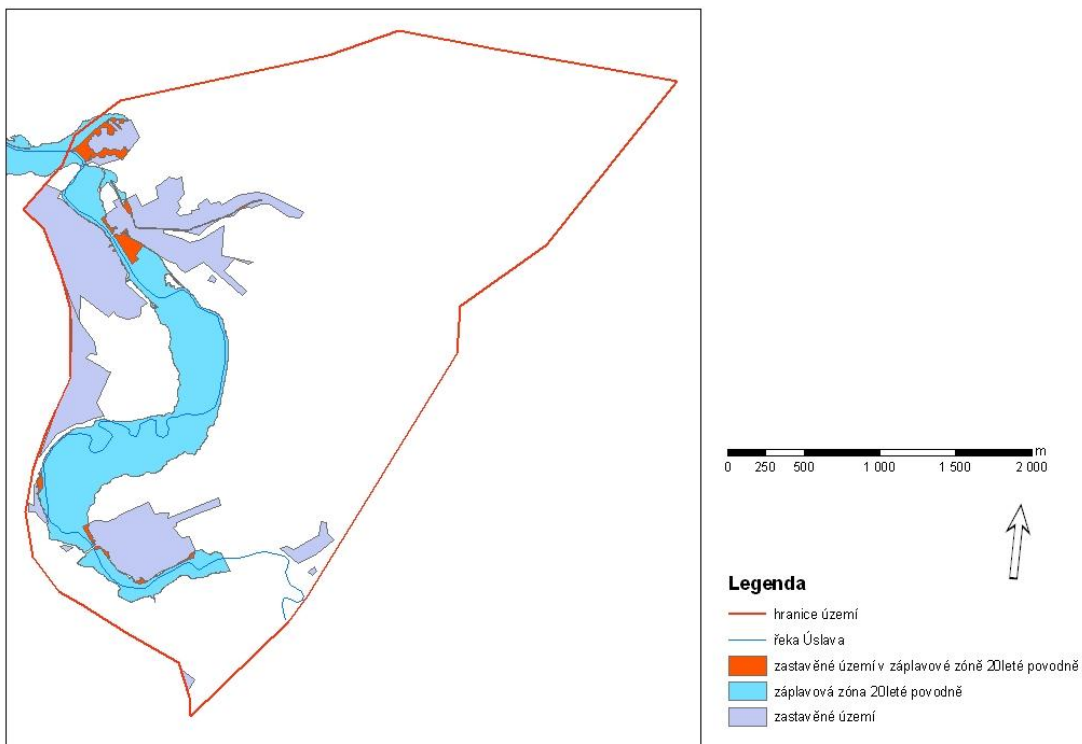 m
0 250 500 1 000 1 500 2 000
Legenda
hranice území
řeka Úslava
zastavěné území v záplavové zóně 20leté povodně
záplavová zóna 20leté povodně
zastavěné území